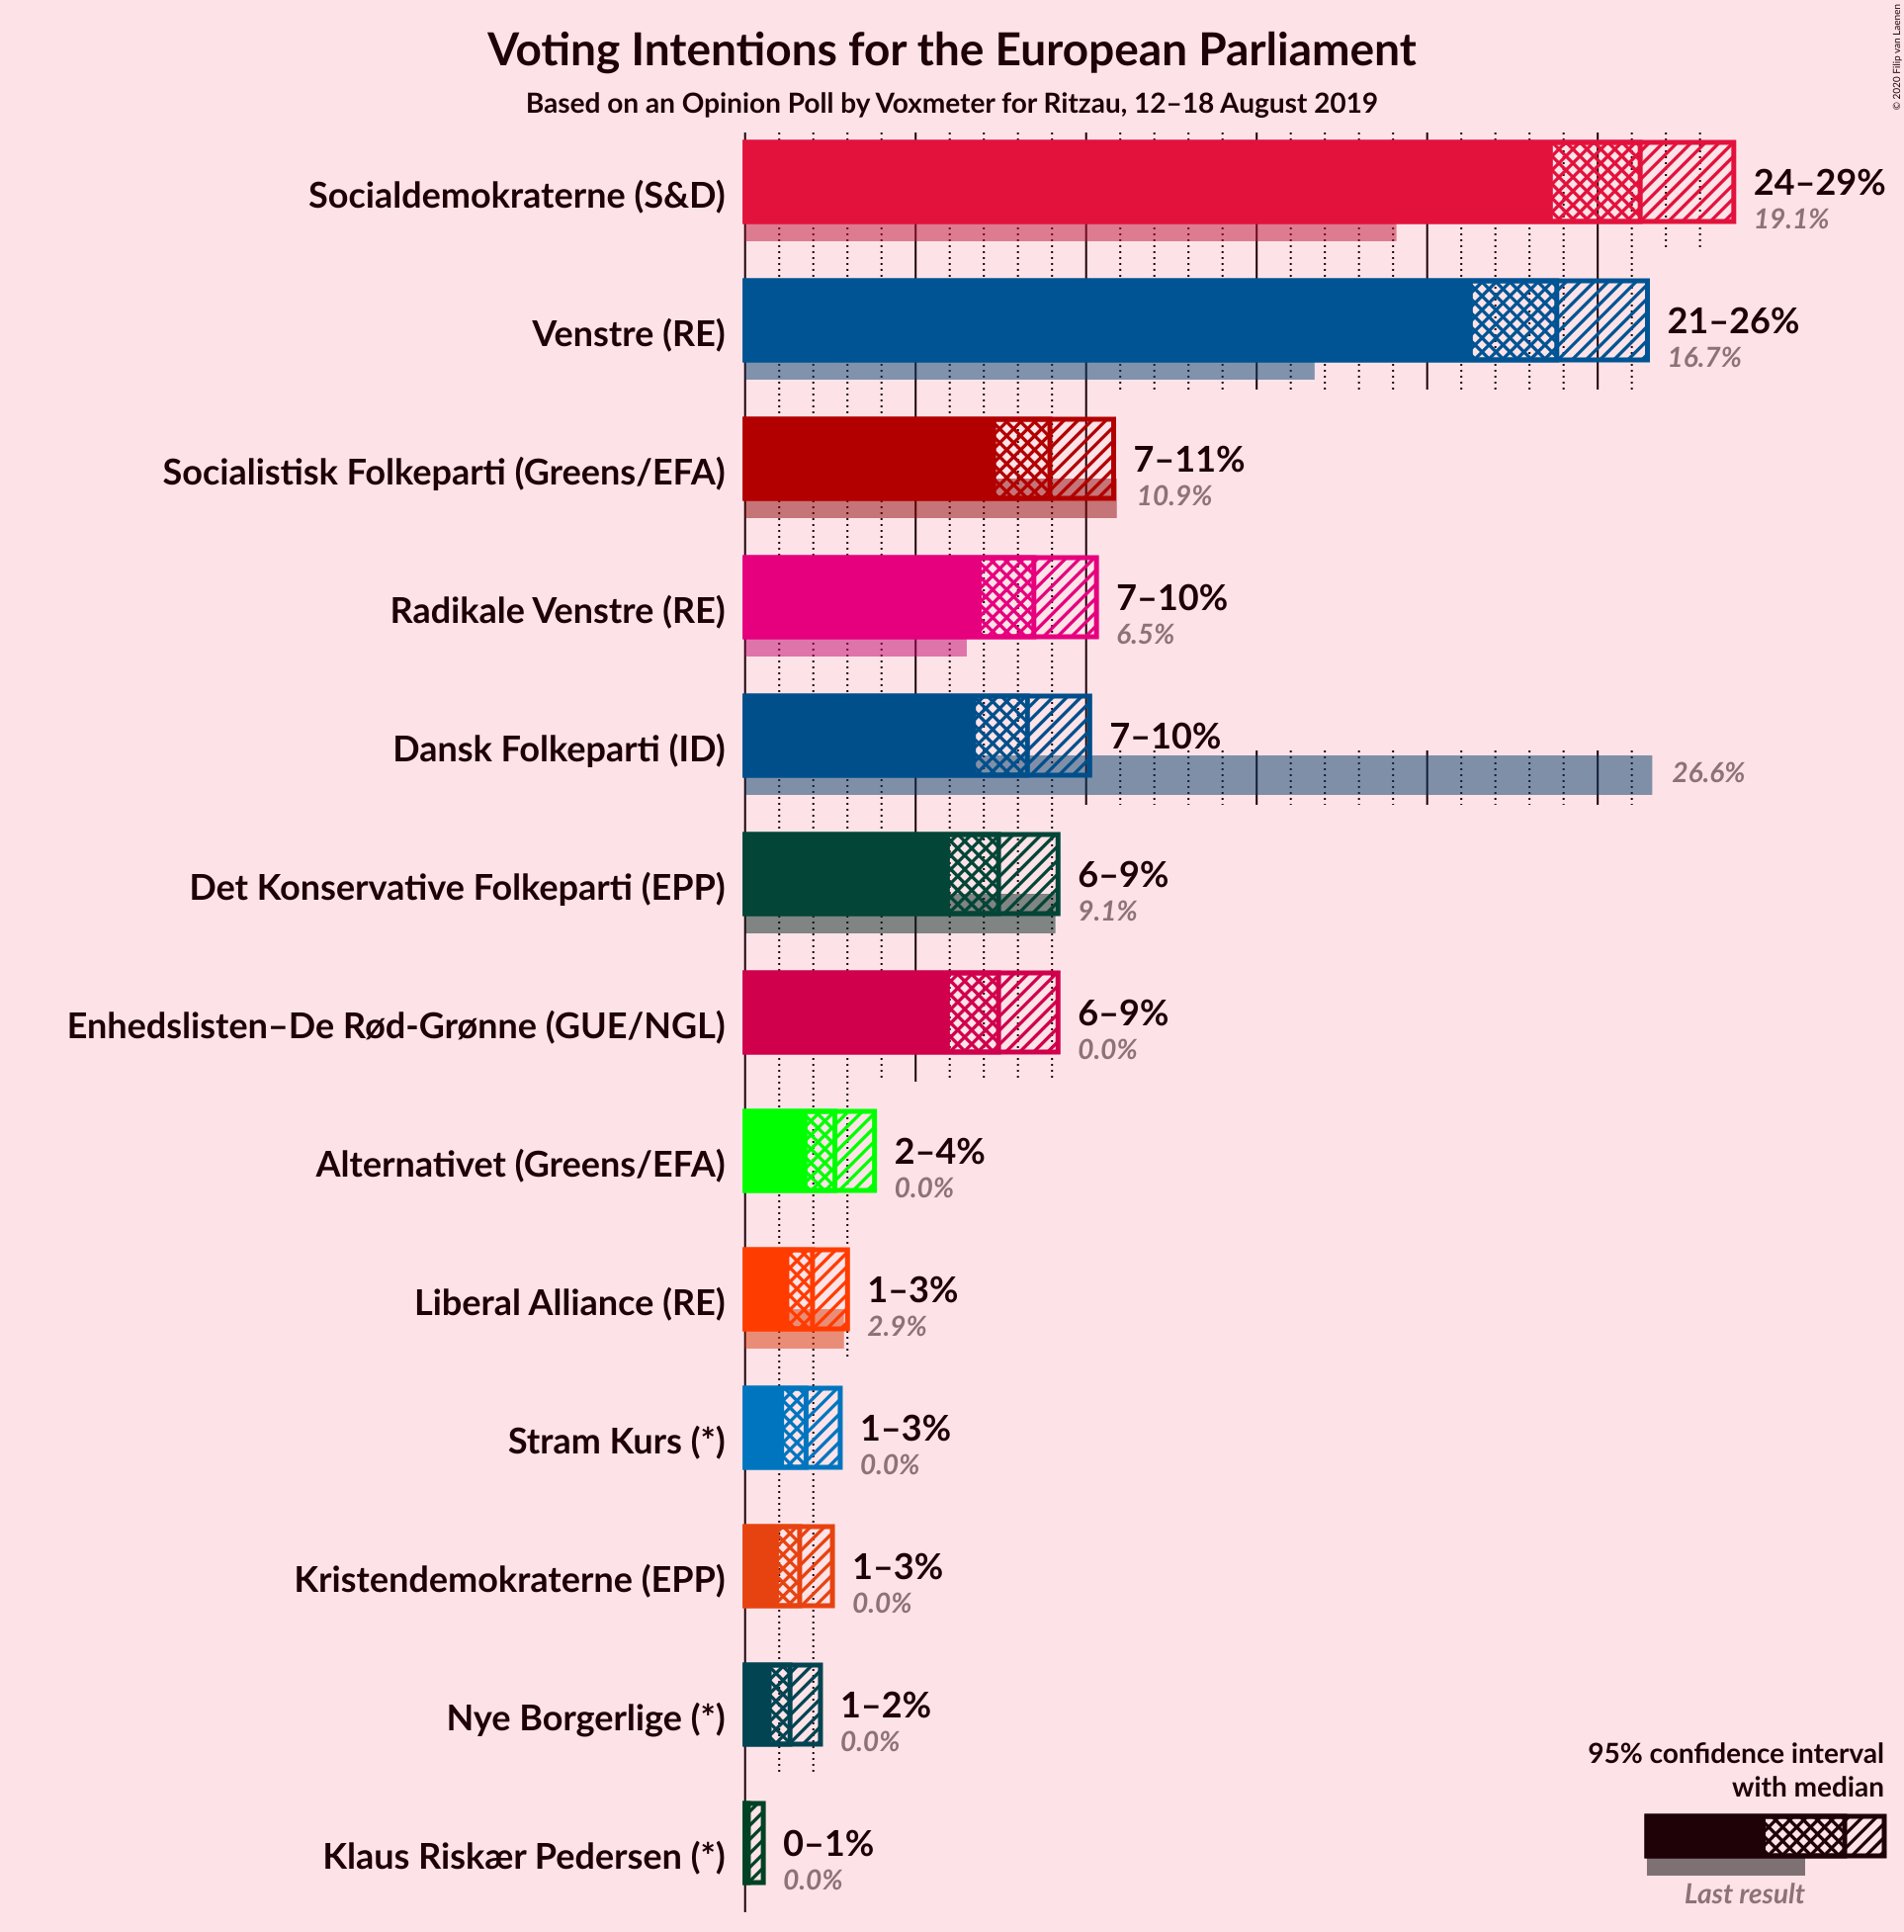 Voting Intentions for the European Parliament
Based on an Opinion Poll by Voxmeter for Ritzau, 12–18 August 2019
© 2020 Filip van Laenen
Socialdemokraterne (S&D)
24–29%
19.1%
Venstre (RE)
21–26%
16.7%
Socialistisk Folkeparti (Greens/EFA)
7–11%
10.9%
Radikale Venstre (RE)
7–10%
6.5%
Dansk Folkeparti (ID)
7–10%
26.6%
Det Konservative Folkeparti (EPP)
6–9%
9.1%
Enhedslisten–De Rød-Grønne (GUE/NGL)
6–9%
0.0%
Alternativet (Greens/EFA)
2–4%
0.0%
Liberal Alliance (RE)
1–3%
2.9%
Stram Kurs (*)
1–3%
0.0%
Kristendemokraterne (EPP)
1–3%
0.0%
Nye Borgerlige (*)
1–2%
0.0%
Klaus Riskær Pedersen (*)
0–1%
0.0%
95% confidence interval
with median
Last result